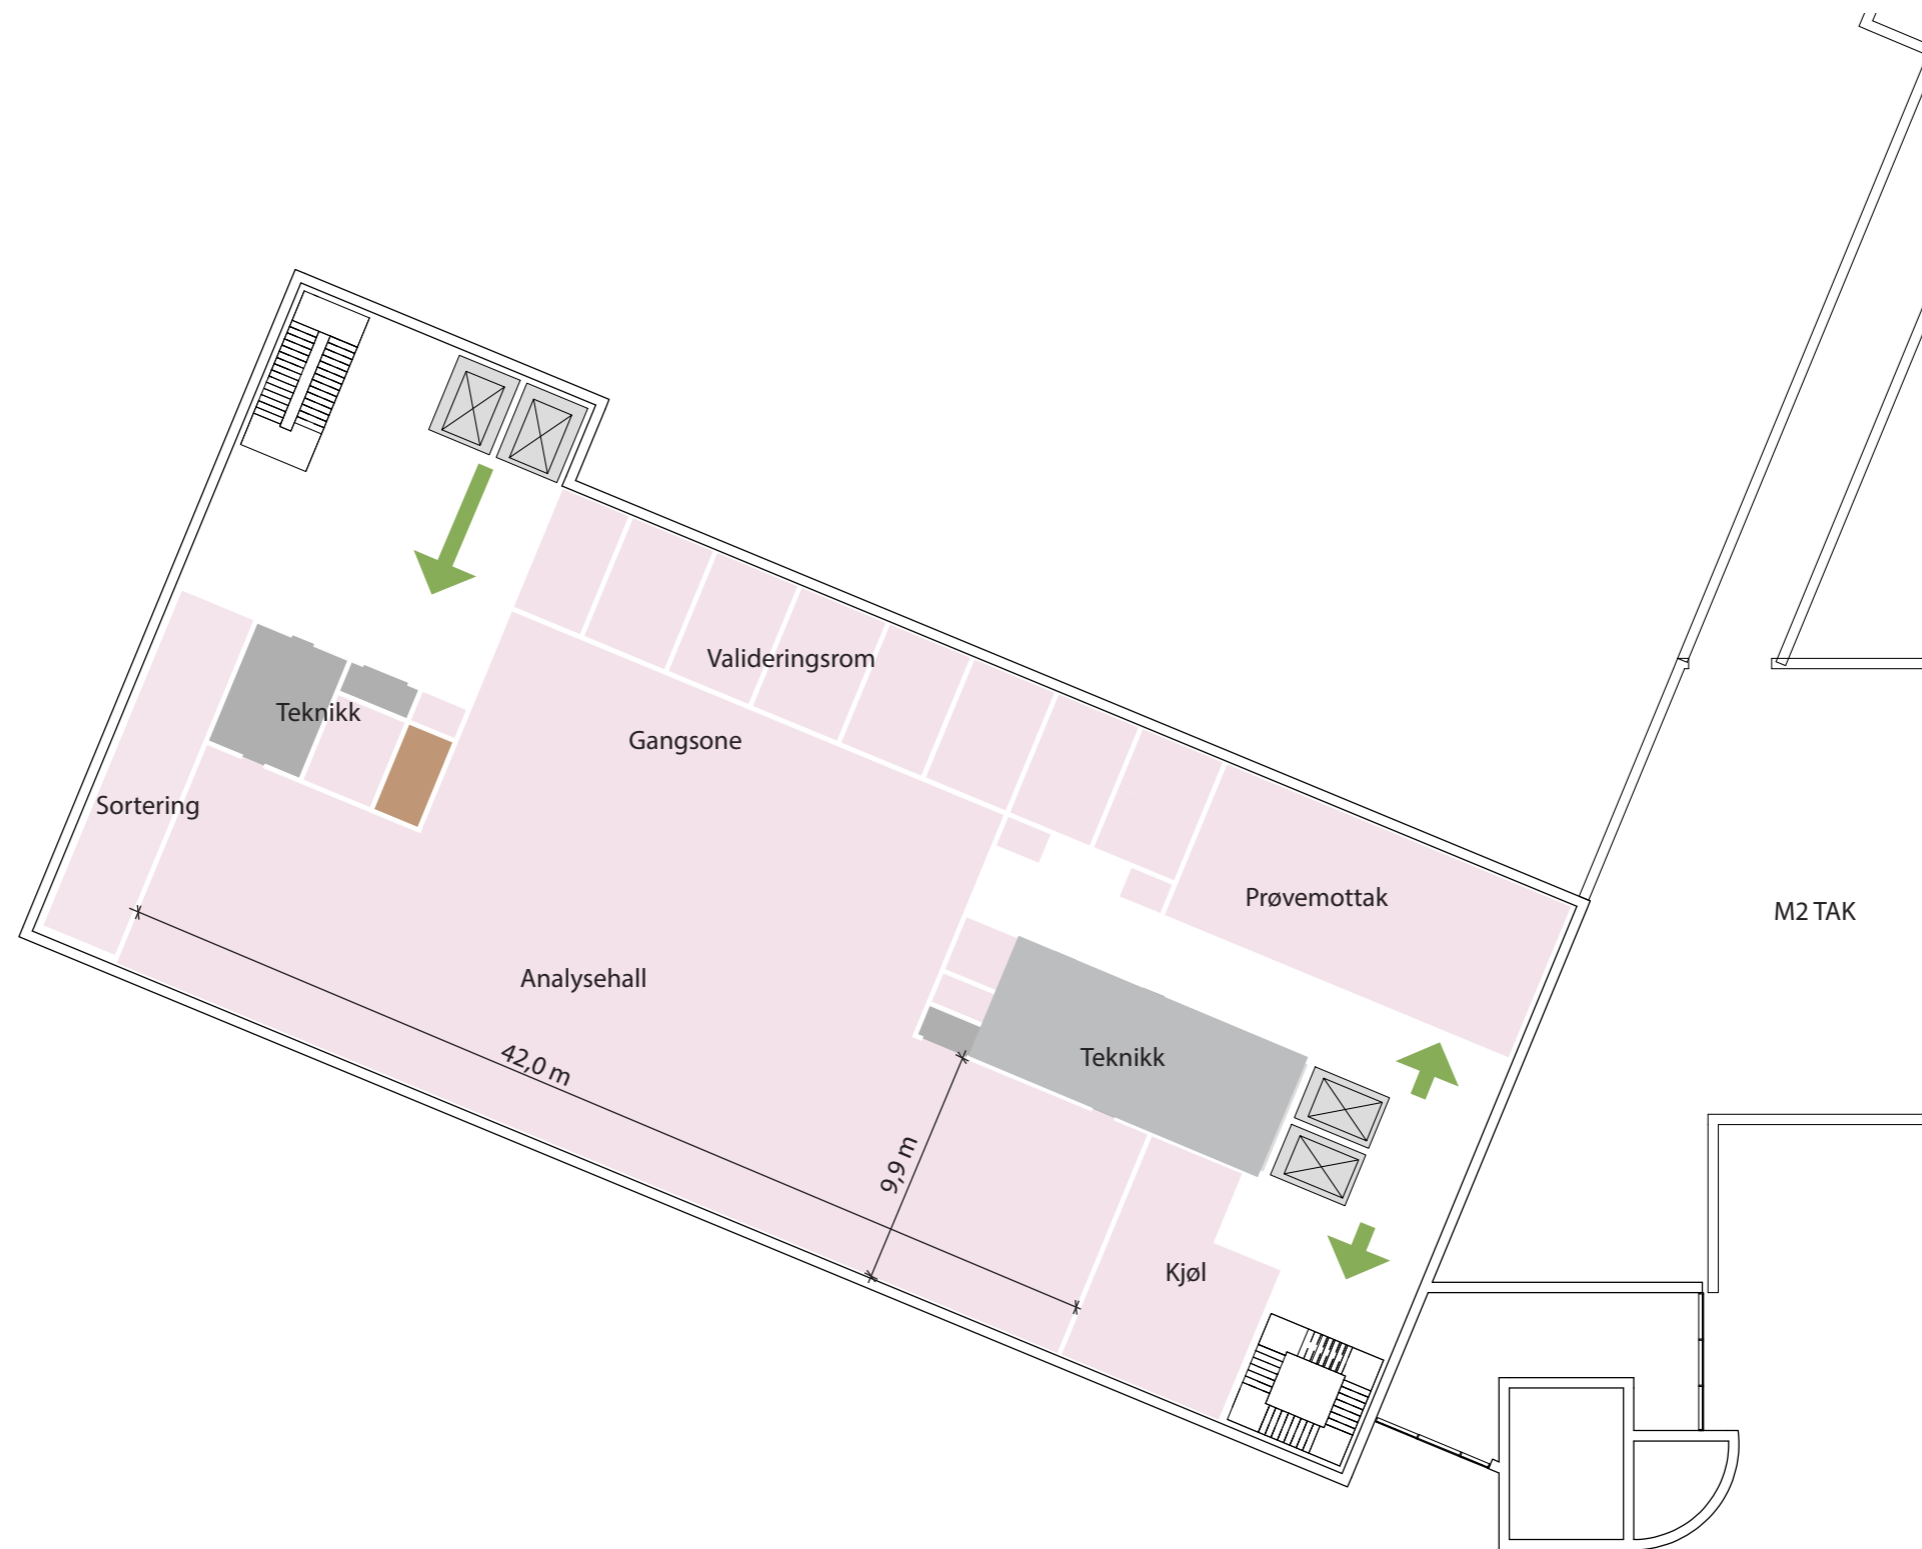 Valideringsrom
Teknikk
Gangsone
Sortering
Prøvemottak
M2 TAK
Analysehall
42,0 m
Teknikk
9,9 m
Kjøl